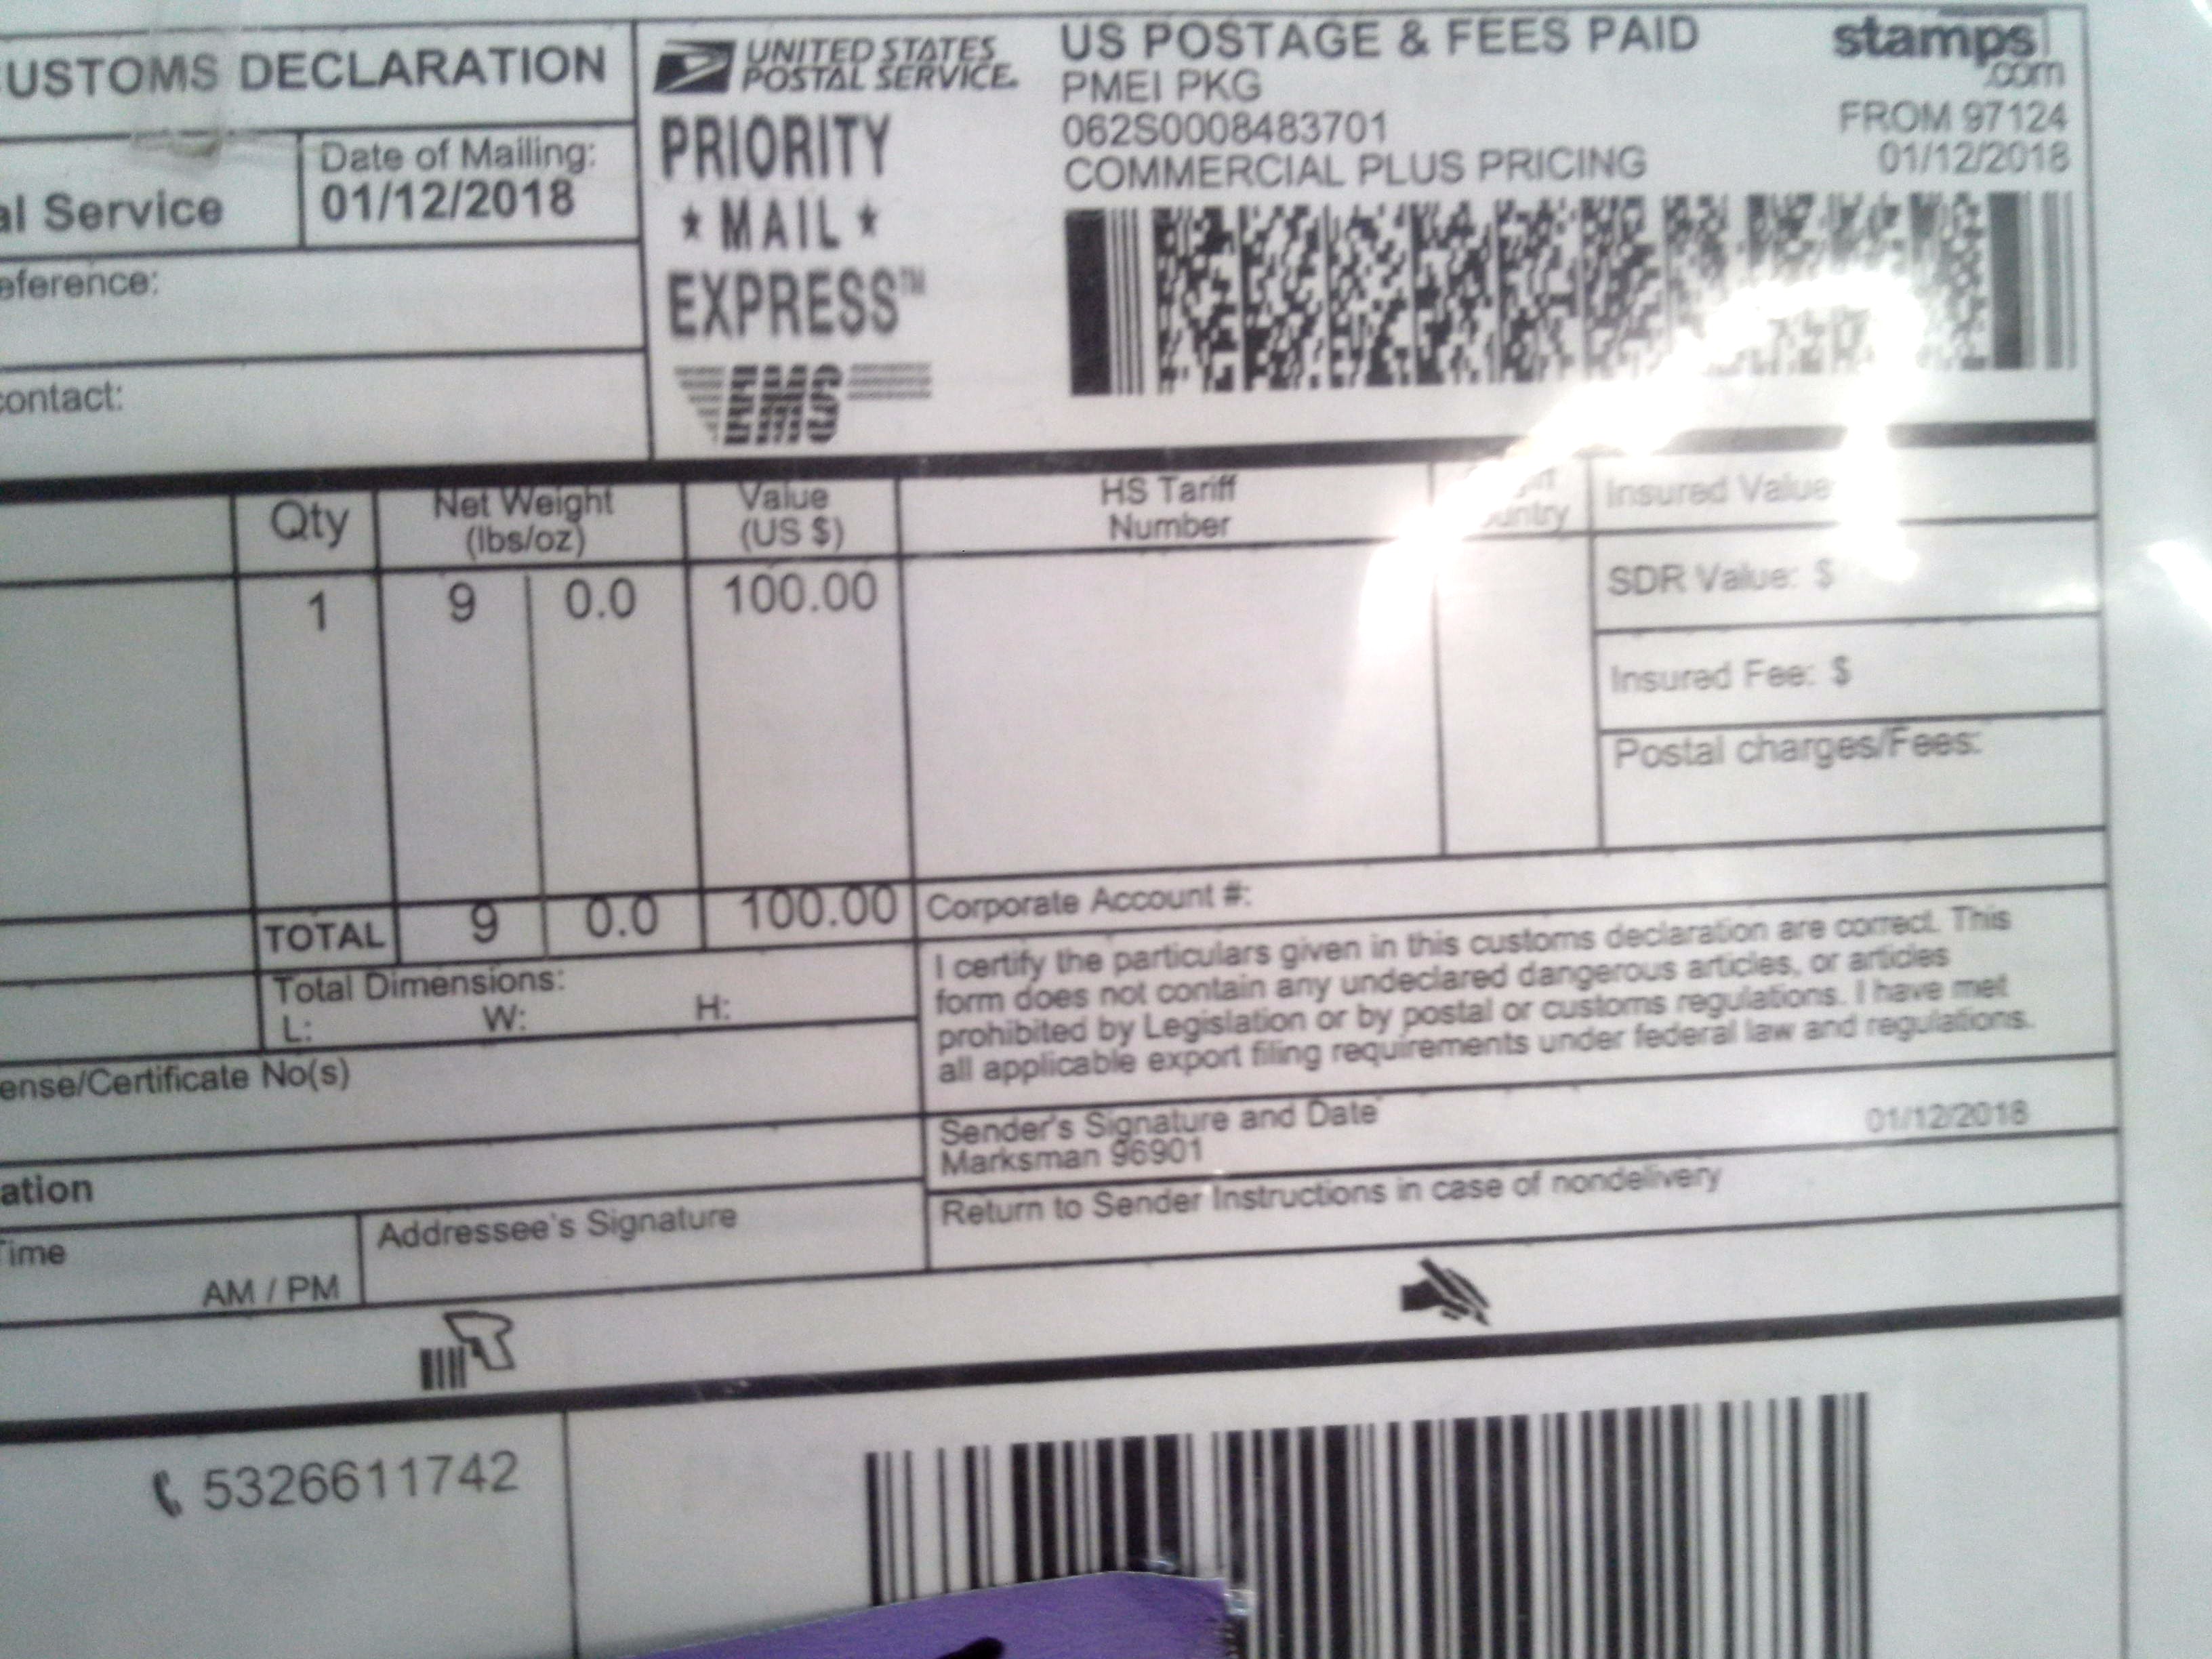 USTOMS DECLARATION
al Service
Date of Mailing:
01/12/2018
eference:
contact:
UNITED STATES
POSTAL SERVICE.
PRIORITY
★ MAIL ★
EXPRESS™
EMS
US POSTAGE & FEES PAID
PMEI PKG
062S0008483701
COMMERCIAL PLUS PRICING
stamps
.com
FROM 97124
01/12/2018
Qty
Net Weight
(lbs/oz)
Value
(US $)
HS Tariff
Number
untry
Insured Value
1 9 0.0 100.00
SDR Value: $
Insured Fee: $
Postal charges/Fees:
TOTAL 9 0.0 100.00
Corporate Account #:
Total Dimensions:
L: W: H:
I certify the particulars given in this customs declaration are correct. This
form does not contain any undeclared dangerous articles, or articles
prohibited by Legislation or by postal or customs regulations. I have met
all applicable export filing requirements under federal law and regulations.
ense/Certificate No(s)
Sender's Signature and Date
Marksman 96901
01/12/2018
ation
Time
AM / PM
Addressee's Signature
Return to Sender Instructions in case of nondelivery
5326611742